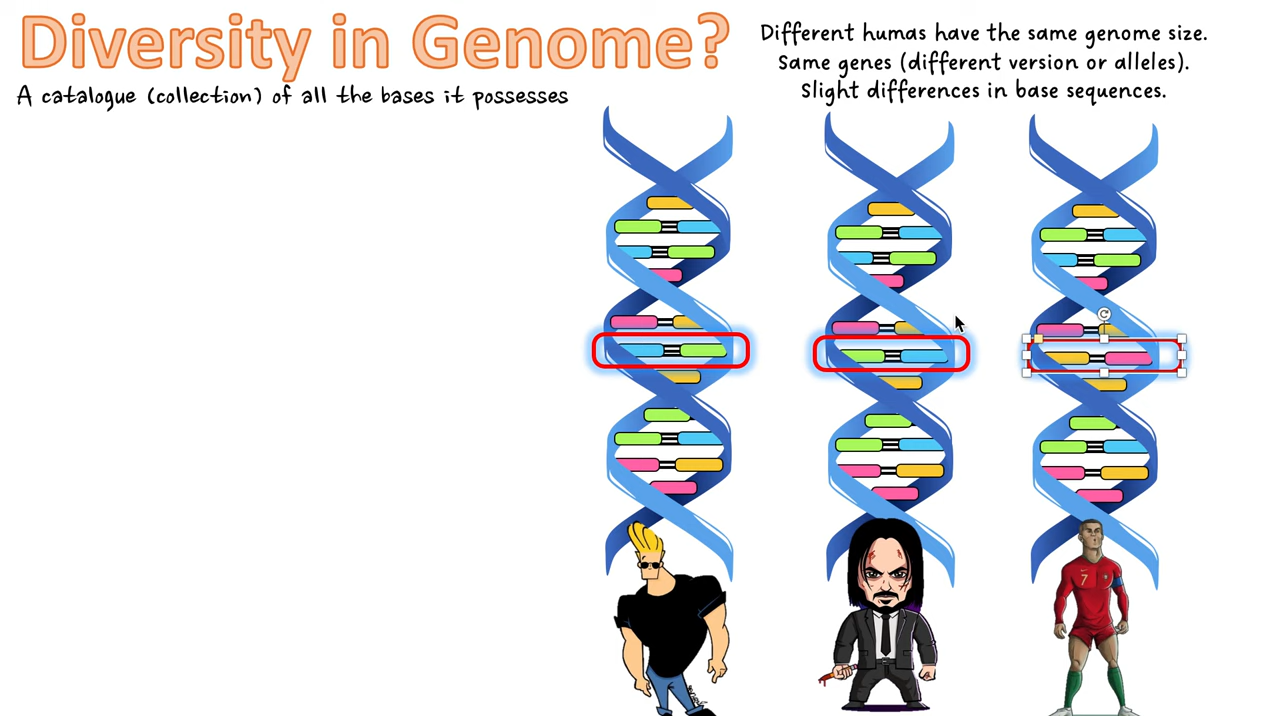 Diversity in Genome?
A catalogue (collection) of all the bases it possesses
Different humas have the same genome size.
Same genes (different version or alleles).
Slight differences in base sequences.
7